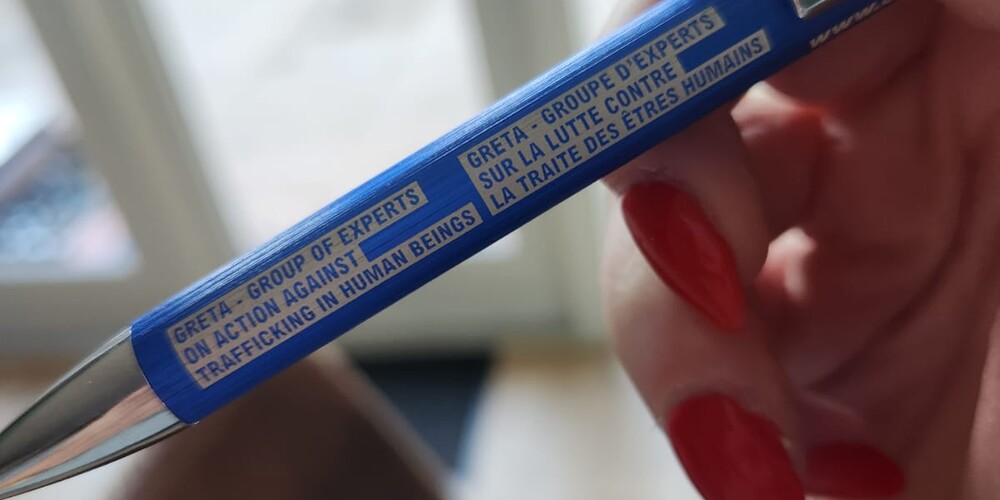 GRETA - GROUP OF EXPERTS
ON ACTION AGAINST
TRAFFICKING IN HUMAN BEINGS
GRETA - GROUPE D'EXPERTS
SUR LA LUTTE CONTRE
LA TRAITE DES ÊTRES HUMAINS
www.